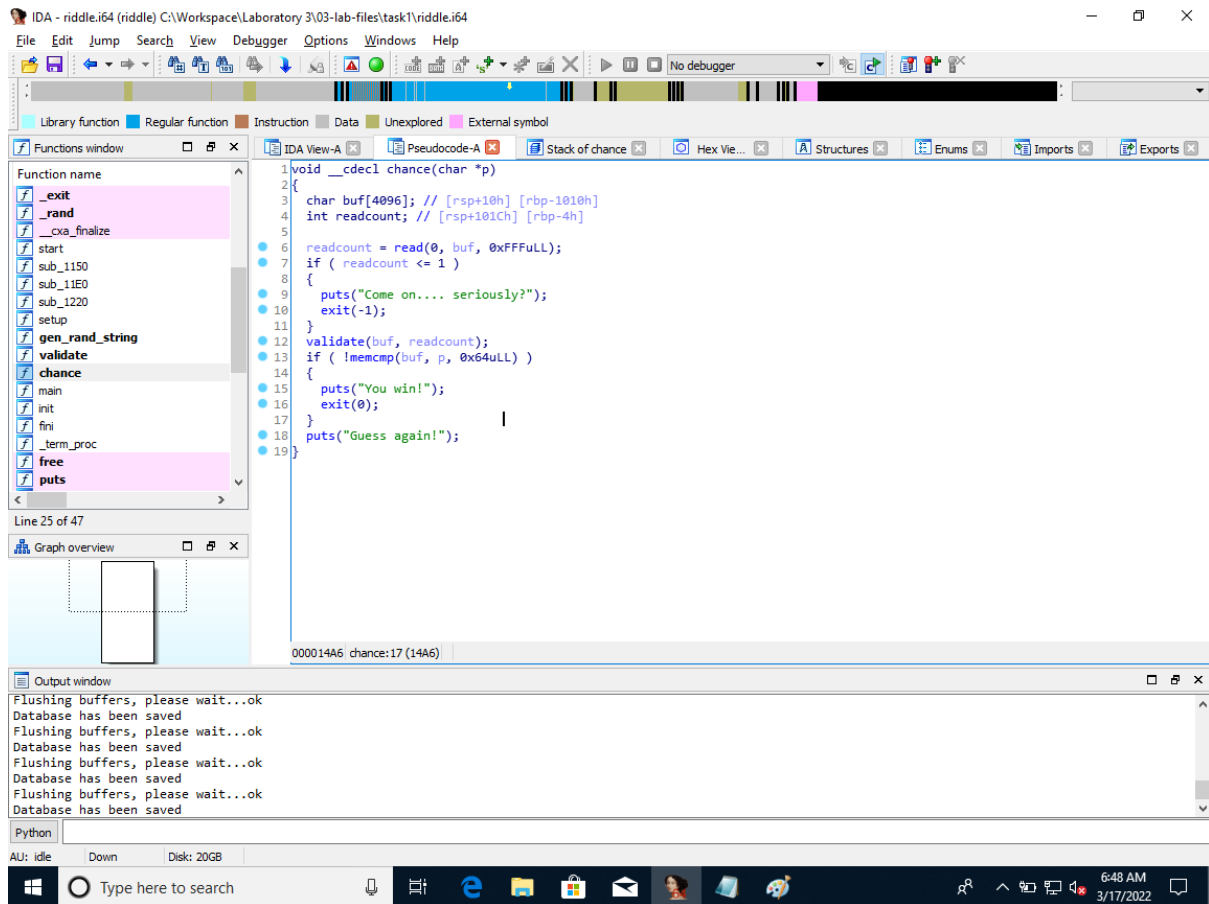 IDA - riddle.i64 (riddle) C:\Workspace\Laboratory 3\03-lab-files\task1\riddle.i64
File Edit Jump Search View Debugger Options Windows Help
No debugger
Library function Regular function Instruction Data Unexplored External symbol
Functions window
IDA View-A Pseudocode-A Stack of chance Hex Vie... Structures Enums Imports Exports
Function name
_exit
_rand
__cxa_finalize
start
sub_1150
sub_11E0
sub_1220
setup
gen_rand_string
validate
chance
main
init
fini
_term_proc
free
puts
Line 25 of 47
1 void __cdecl chance(char *p)
2 {
3 char buf[4096]; // [rsp+10h] [rbp-1010h]
4 int readcount; // [rsp+101Ch] [rbp-4h]
5
6 readcount = read(0, buf, 0xFFFuLL);
7 if ( readcount <= 1 )
8 {
9 puts("Come on.... seriously?");
10 exit(-1);
11 }
12 validate(buf, readcount);
13 if ( !memcmp(buf, p, 0x64uLL) )
14 {
15 puts("You win!");
16 exit(0);
17 }
18 puts("Guess again!");
19 }
000014A6 chance:17 (14A6)
Graph overview
Output window
Flushing buffers, please wait...ok
Database has been saved
Flushing buffers, please wait...ok
Database has been saved
Flushing buffers, please wait...ok
Database has been saved
Flushing buffers, please wait...ok
Database has been saved
Python
AU: idle Down Disk: 20GB
Type here to search
6:48 AM
3/17/2022